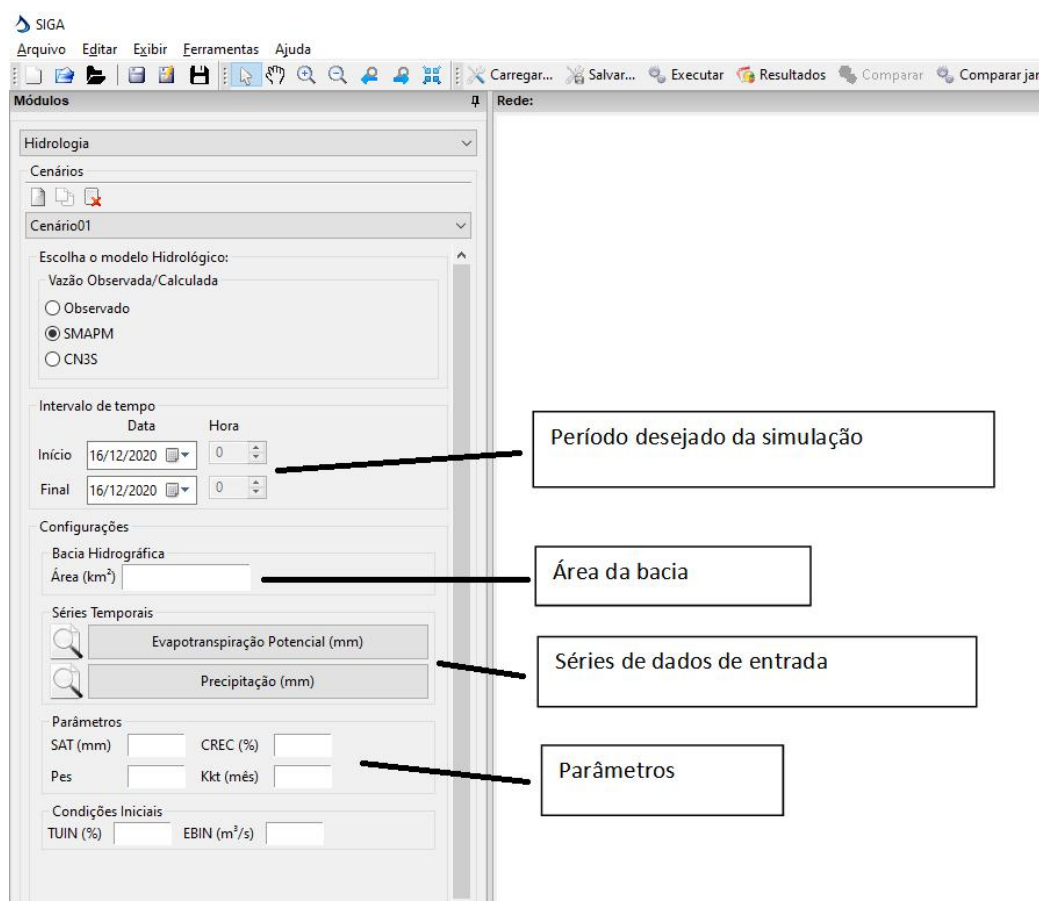 SIGA
Arquivo Editar Exibir Ferramentas Ajuda
Carregar... Salvar... Executar Resultados Comparar Comparar jar
Módulos
Rede:
Hidrologia
Cenários
Cenário01
Escolha o modelo Hidrológico:
Vazão Observada/Calculada
Observado
SMAPM
CN3S
Intervalo de tempo
Data Hora
Início 16/12/2020 0
Final 16/12/2020 0
Período desejado da simulação
Configurações
Bacia Hidrográfica
Área (km²)
Área da bacia
Séries Temporais
Evapotranspiração Potencial (mm)
Precipitação (mm)
Séries de dados de entrada
Parâmetros
SAT (mm) CREC (%)
Pes Kkt (mês)
Parâmetros
Condições Iniciais
TUIN (%) EBIN (m³/s)